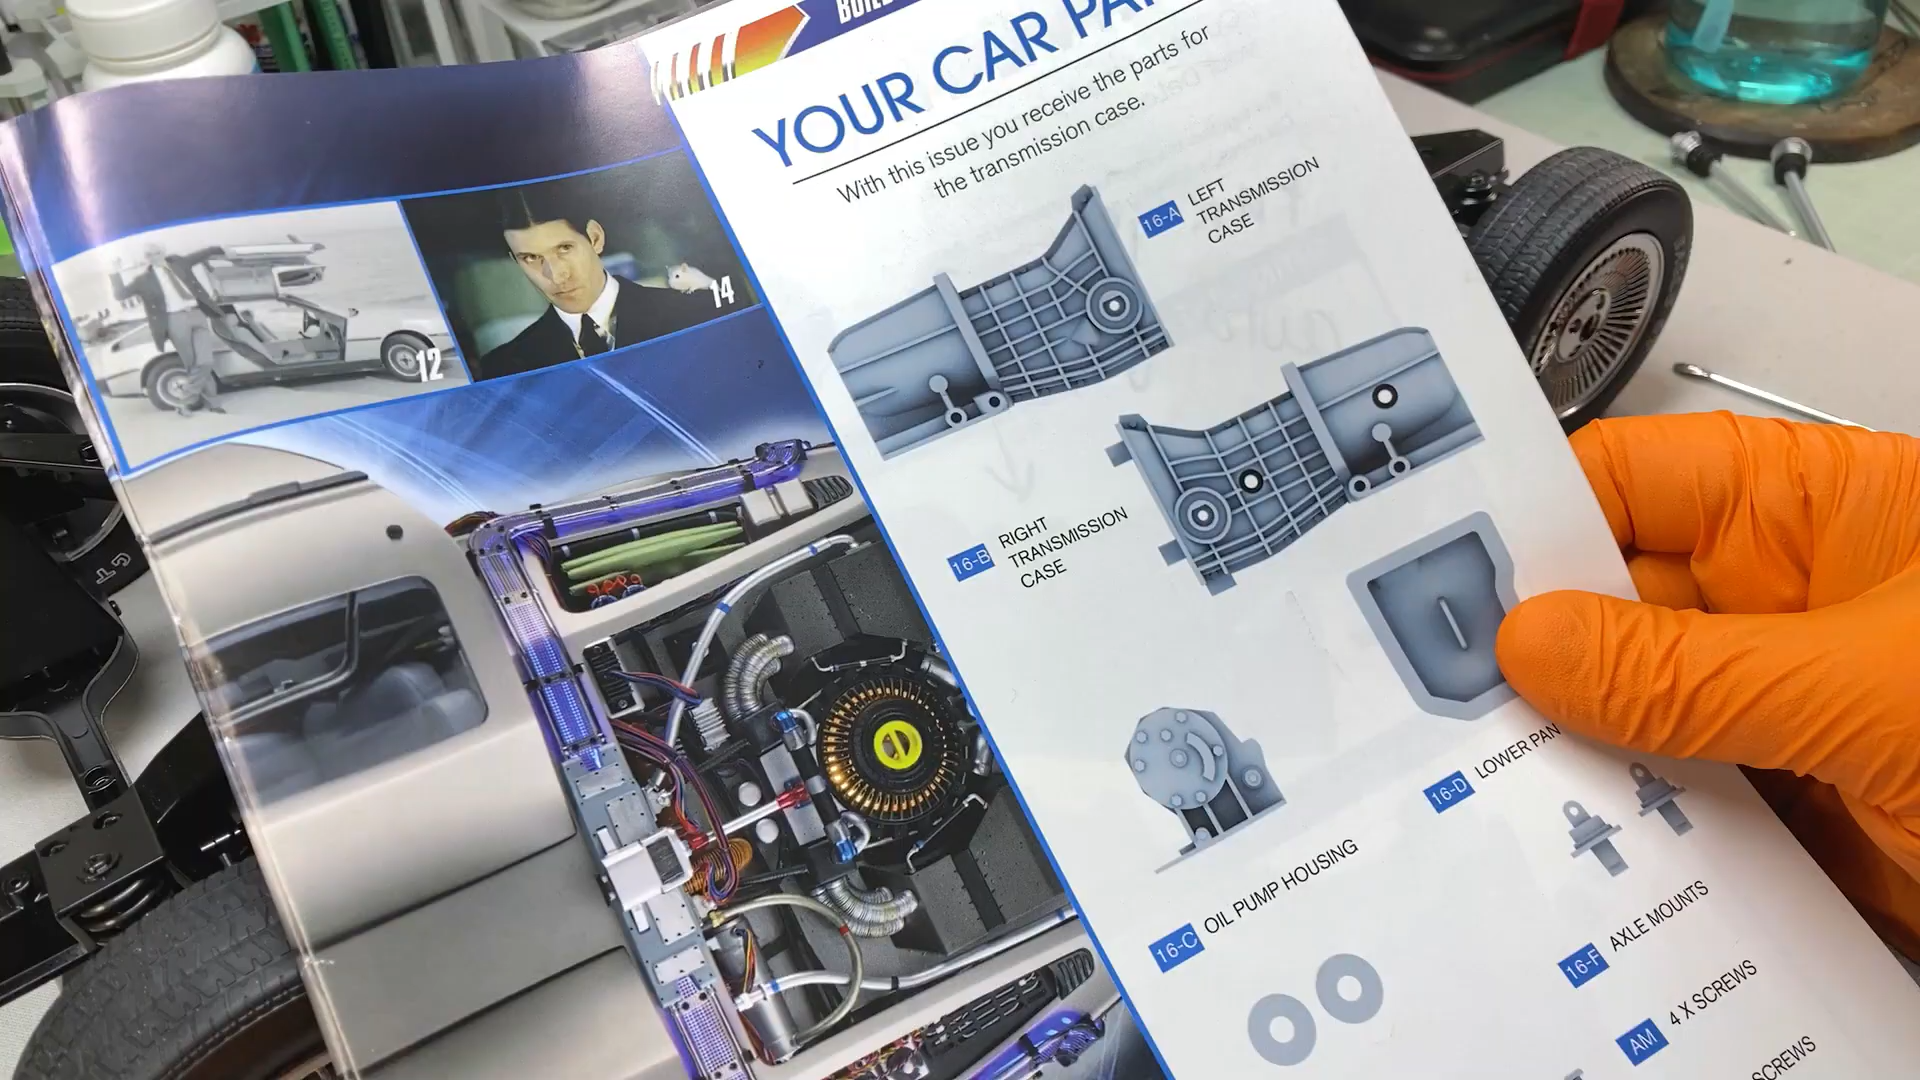 BUILD
YOUR CAR PA
With this issue you receive the parts for
the transmission case.
12
14
16-A
LEFT
TRANSMISSION
CASE
16-B
RIGHT
TRANSMISSION
CASE
16-D
LOWER PAN
16-C
OIL PUMP HOUSING
16-F
AXLE MOUNTS
AM
4 X SCREWS
SCREWS